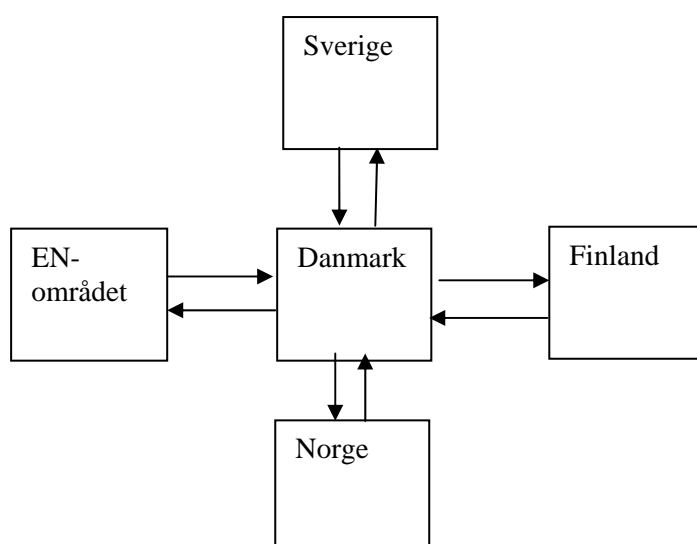 Sverige
EN-
området
Danmark
Finland
Norge